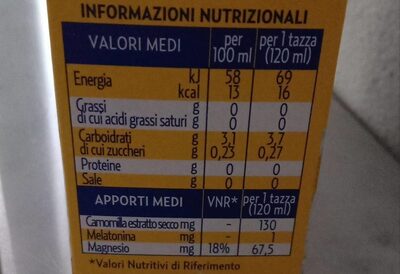 INFORMAZIONI NUTRIZIONALI
VALORI MEDI per 100 ml per 1 tazza (120 ml)
Energia kJ 58 69
kcal 13 16
Grassi g 0 0
di cui acidi grassi saturi g 0 0
Carboidrati g 3,1 3,7
di cui zuccheri g 0,23 0,27
Proteine g 0 0
Sale g 0 0
APPORTI MEDI VNR* per 1 tazza (120 ml)
Camomilla estratto secco mg - 130
Melatonina mg - 1
Magnesio mg 18% 67,5
*Valori Nutritivi di Riferimento